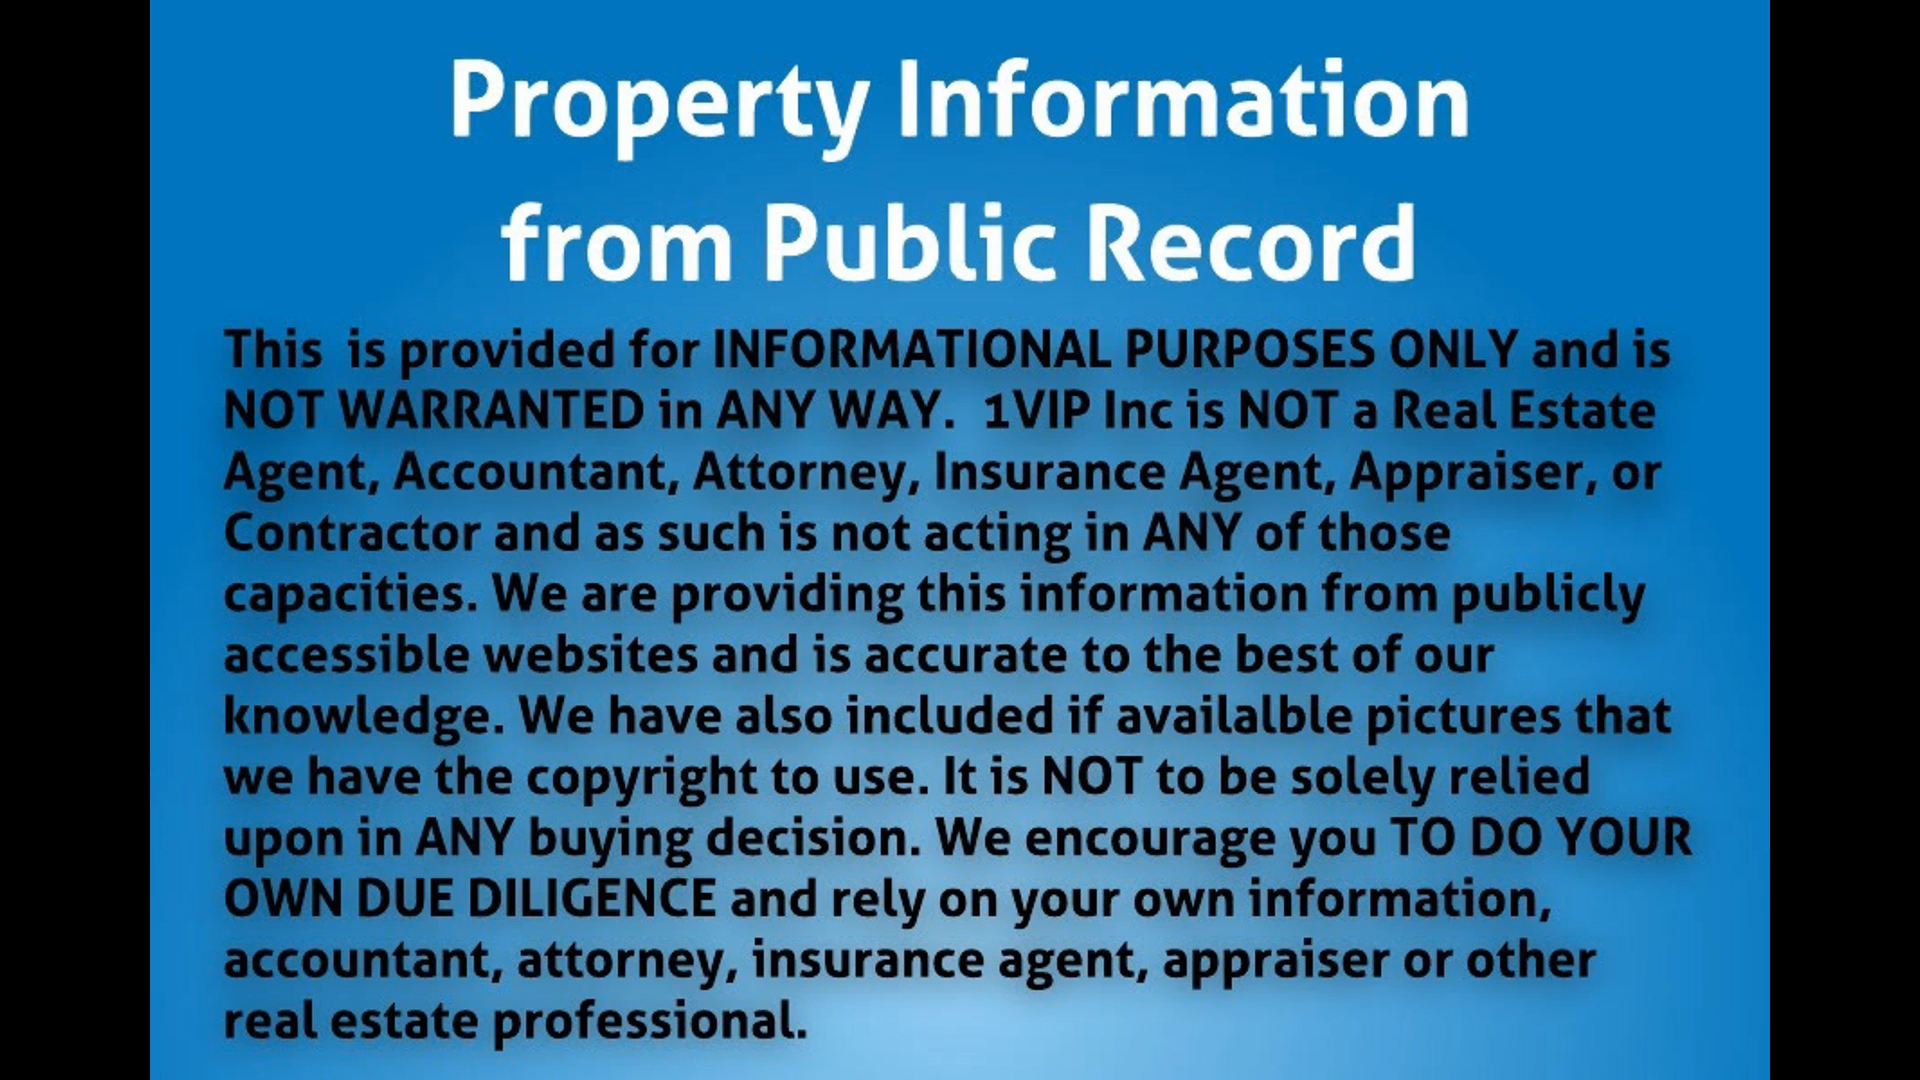 Property Information
from Public Record
This  is provided for INFORMATIONAL PURPOSES ONLY and is
NOT WARRANTED in ANY WAY.  1VIP Inc is NOT a Real Estate
Agent, Accountant, Attorney, Insurance Agent, Appraiser, or
Contractor and as such is not acting in ANY of those
capacities. We are providing this information from publicly
accessible websites and is accurate to the best of our
knowledge. We have also included if availalble pictures that
we have the copyright to use. It is NOT to be solely relied
upon in ANY buying decision. We encourage you TO DO YOUR
OWN DUE DILIGENCE and rely on your own information,
accountant, attorney, insurance agent, appraiser or other
real estate professional.